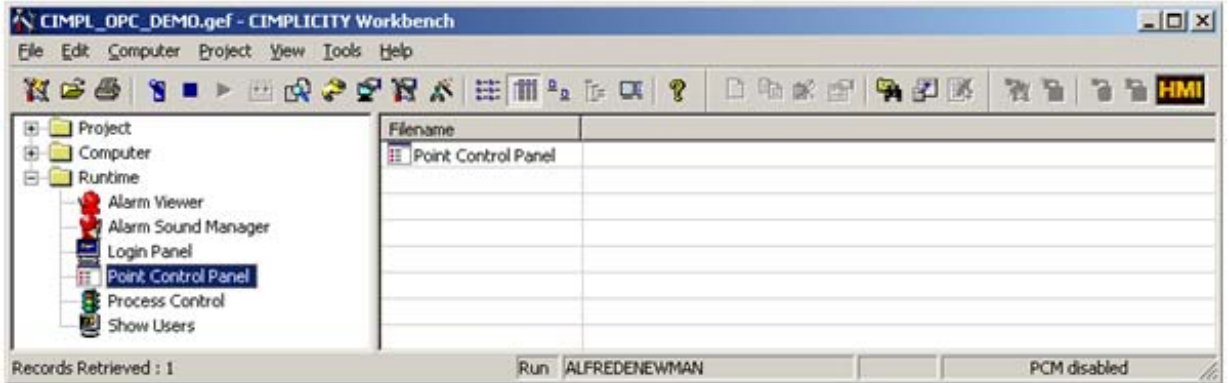 CIMPL_OPC_DEMO.gef - CIMPLICITY Workbench
File Edit Computer Project View Tools Help
HMI
Project
Computer
Runtime
Alarm Viewer
Alarm Sound Manager
Login Panel
Point Control Panel
Process Control
Show Users
Filename
Point Control Panel
Records Retrieved : 1
Run
ALFREDENEWMAN
PCM disabled